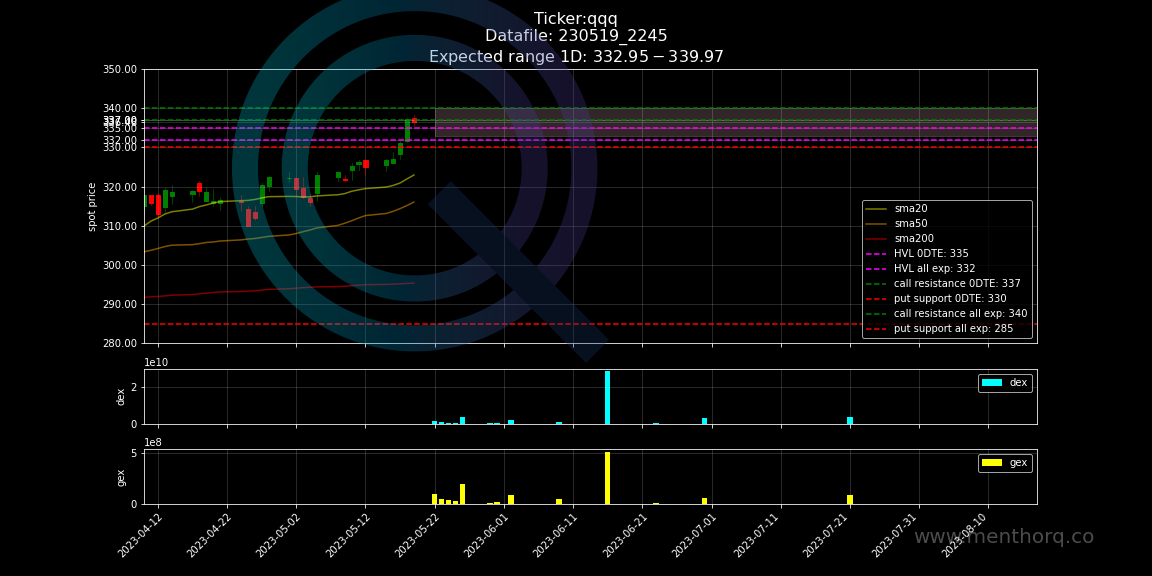 Ticker:qqq
Datafile: 230519_2245
Expected range 1D: 332.95 − 339.97
350.00
340.00
337.00
335.00
332.00
330.00
320.00
310.00
300.00
290.00
280.00
spot price
sma20
sma50
sma200
HVL 0DTE: 335
HVL all exp: 332
call resistance 0DTE: 337
put support 0DTE: 330
call resistance all exp: 340
put support all exp: 285
1e10
2
0
dex
dex
1e8
5
0
gex
gex
2023-04-12
2023-04-22
2023-05-02
2023-05-12
2023-05-22
2023-06-01
2023-06-11
2023-06-21
2023-07-01
2023-07-11
2023-07-21
2023-07-31
2023-08-10
www.menthorq.co